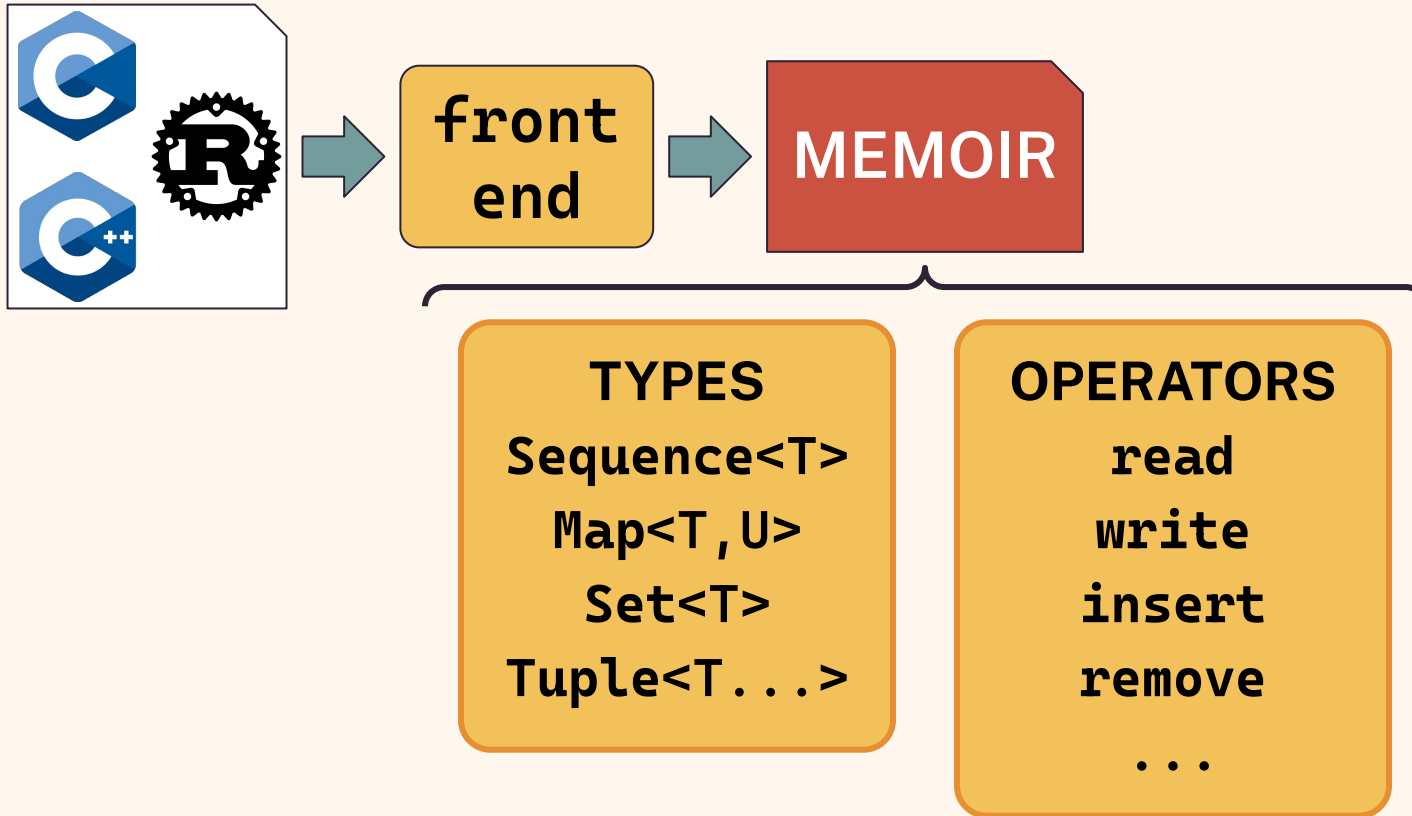 C
R
C++
front
end
MEMOIR
TYPES
Sequence<T>
Map<T,U>
Set<T>
Tuple<T...>
OPERATORS
read
write
insert
remove
...